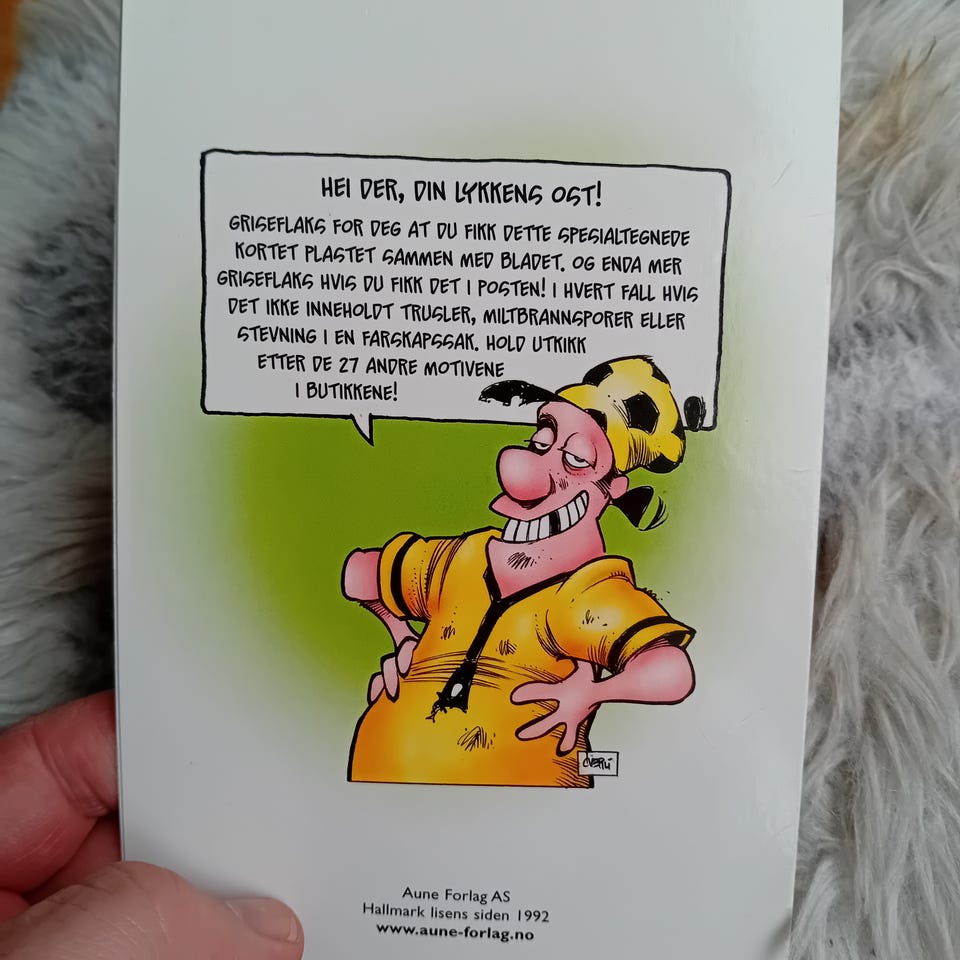 HEI DER, DIN LYKKENS OST!
GRISEFLAKS FOR DEG AT DU FIKK DETTE SPESIALTEGNEDE
KORTET PLASTET SAMMEN MED BLADET. OG ENDA MER
GRISEFLAKS HVIS DU FIKK DET I POSTEN! I HVERT FALL HVIS
DET IKKE INNEHOLDT TRUSLER, MILTBRANNSPORER ELLER
STEVNING I EN FARSKAPSSAK. HOLD UTKIKK
ETTER DE 27 ANDRE MOTIVENE
I BUTIKKENE!
ØVERLI
Aune Forlag AS
Hallmark lisens siden 1992
www.aune-forlag.no